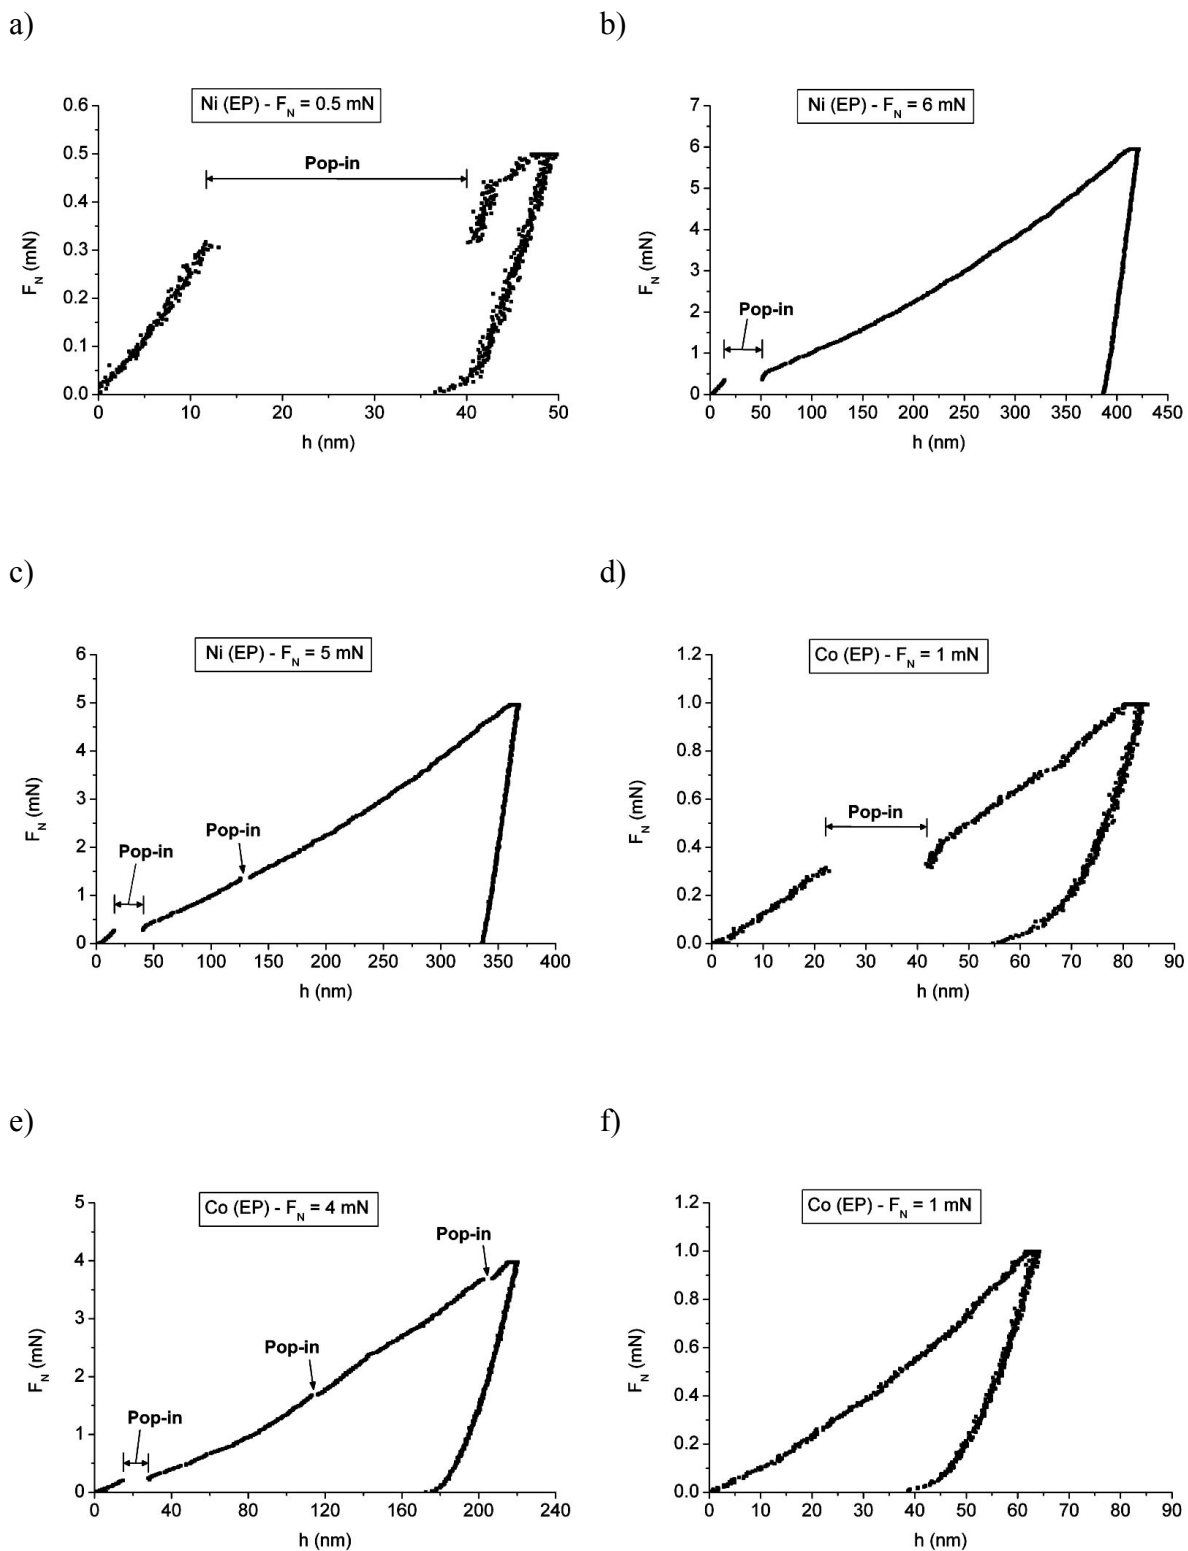 a)
b)
Ni (EP) - F_N = 0.5 mN
0.6
0.5
0.4
0.3
0.2
0.1
0.0
F_N (mN)
Pop-in
0 10 20 30 40 50
h (nm)
Ni (EP) - F_N = 6 mN
7
6
5
4
3
2
1
0
F_N (mN)
Pop-in
0 50 100 150 200 250 300 350 400 450
h (nm)
c)
d)
Ni (EP) - F_N = 5 mN
6
5
4
3
2
1
0
F_N (mN)
Pop-in
Pop-in
0 50 100 150 200 250 300 350 400
h (nm)
Co (EP) - F_N = 1 mN
1.2
1.0
0.8
0.6
0.4
0.2
0.0
F_N (mN)
Pop-in
0 10 20 30 40 50 60 70 80 90
h (nm)
e)
f)
Co (EP) - F_N = 4 mN
5
4
3
2
1
0
F_N (mN)
Pop-in
Pop-in
Pop-in
0 40 80 120 160 200 240
h (nm)
Co (EP) - F_N = 1 mN
1.2
1.0
0.8
0.6
0.4
0.2
0.0
F_N (mN)
0 10 20 30 40 50 60 70 80 90
h (nm)